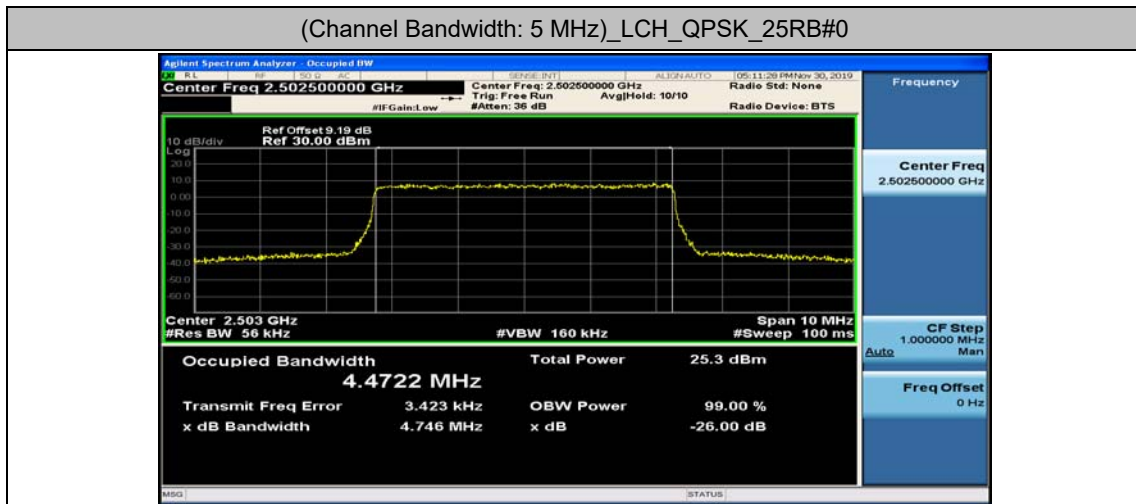 (Channel Bandwidth: 5 MHz)_LCH_QPSK_25RB#0
Agilent Spectrum Analyzer - Occupied BW
RL RF 50 Ω AC SENSE:INT ALIGN AUTO 05:11:28 PM Nov 30, 2019
Center Freq 2.502500000 GHz
Center Freq: 2.502500000 GHz
Radio Std: None
Trig: Free Run
Avg|Hold: 10/10
#IFGain:Low
#Atten: 36 dB
Radio Device: BTS
Ref Offset 9.19 dB
10 dB/div
Ref 30.00 dBm
Log
20.0
10.0
0.00
-10.0
-20.0
-30.0
-40.0
-50.0
-60.0
Center 2.503 GHz
Span 10 MHz
#Res BW 56 kHz
#VBW 160 kHz
#Sweep 100 ms
Occupied Bandwidth
Total Power 25.3 dBm
4.4722 MHz
Transmit Freq Error 3.423 kHz
OBW Power 99.00 %
x dB Bandwidth 4.746 MHz
x dB -26.00 dB
Frequency
Center Freq
2.502500000 GHz
CF Step
1.000000 MHz
Auto Man
Freq Offset
0 Hz
MSG
STATUS